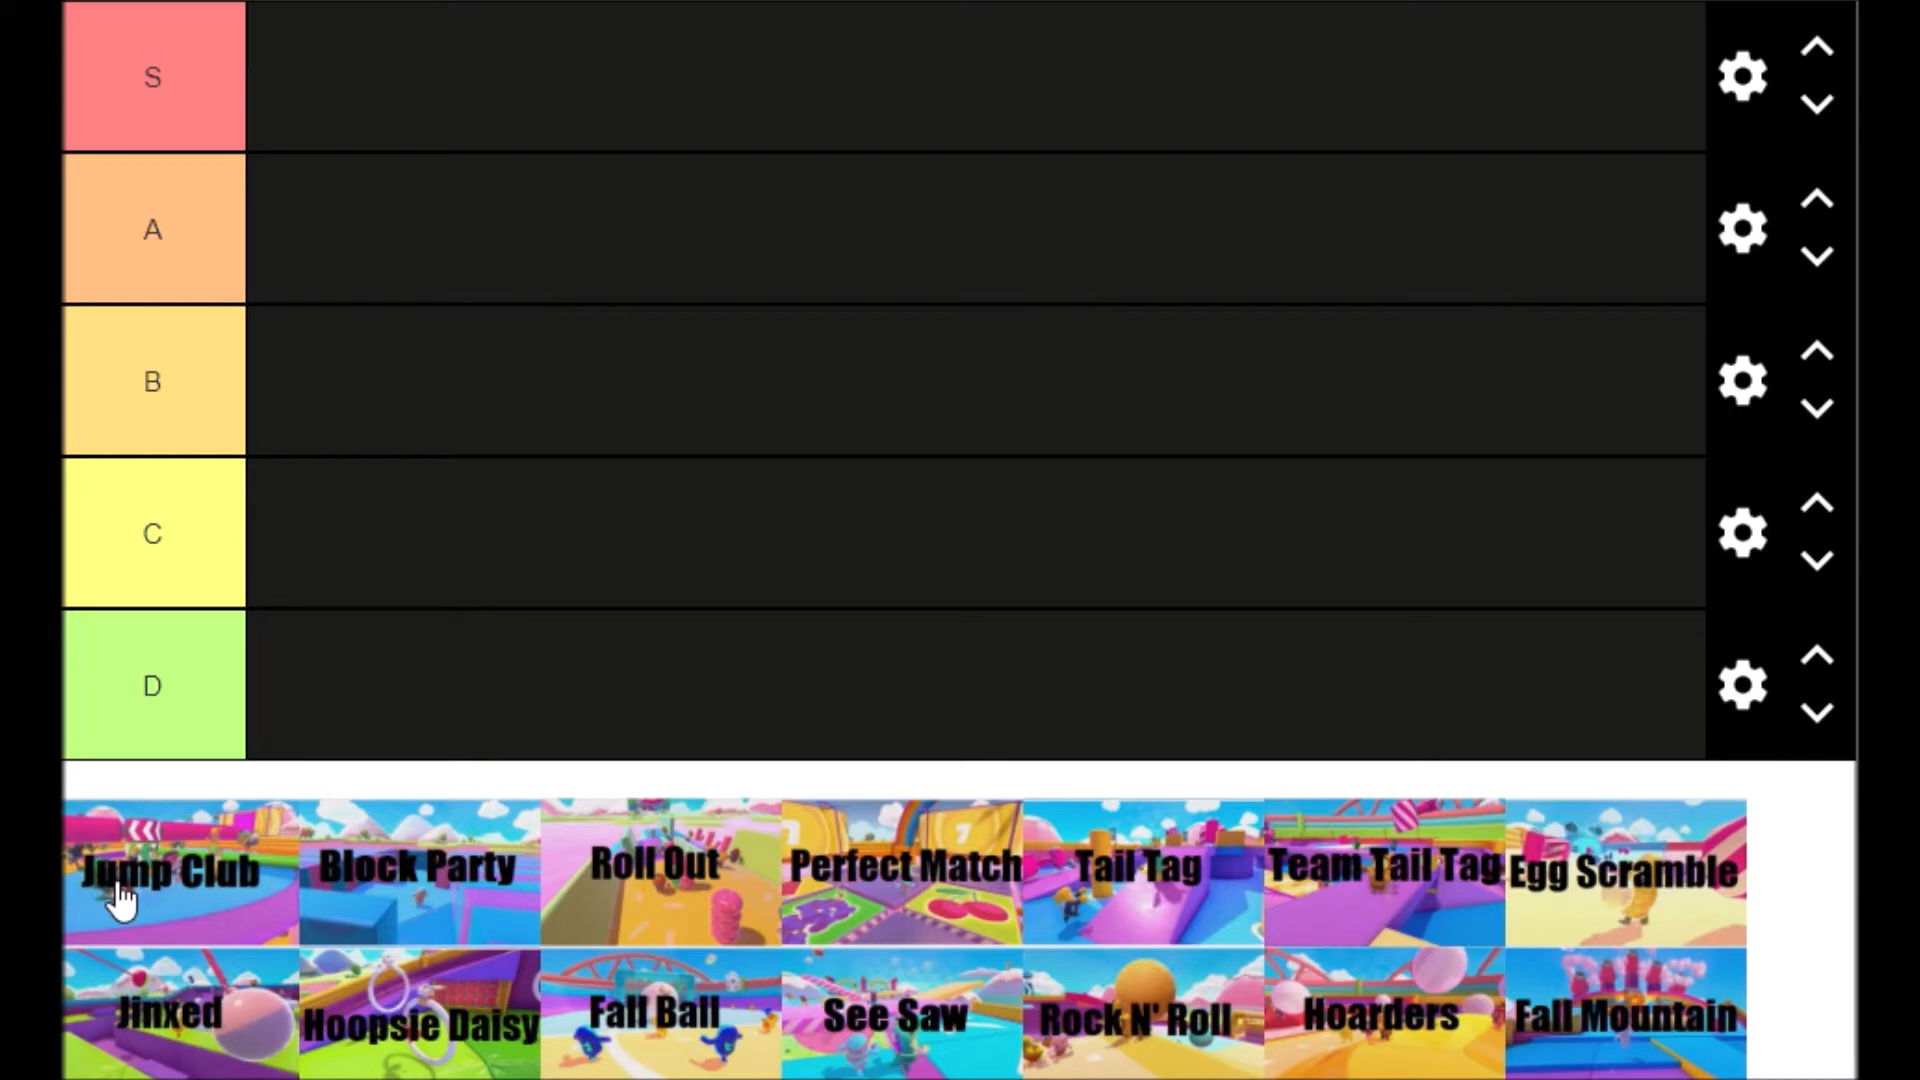 S
A
B
C
D
Jump Club
Block Party
Roll Out
Perfect Match
Tail Tag
Team Tail Tag
Egg Scramble
Jinxed
Hoopsie Daisy
Fall Ball
See Saw
Rock N' Roll
Hoarders
Fall Mountain